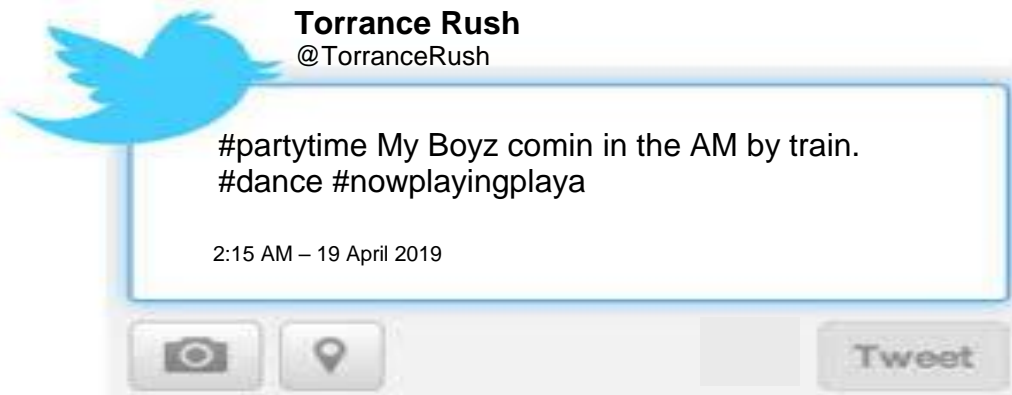 Torrance Rush
@TorranceRush
#partytime My Boyz comin in the AM by train.
#dance #nowplayingplaya
2:15 AM – 19 April 2019
Tweet